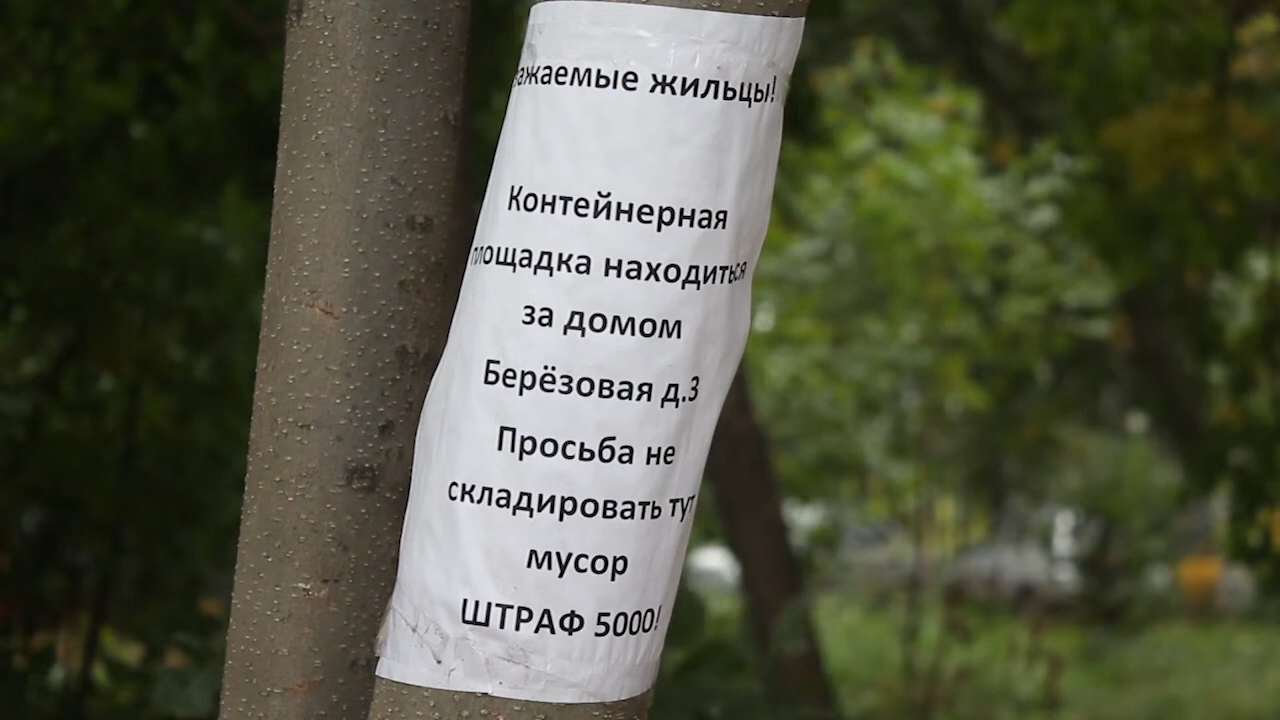 ажаемые жильцы!
Контейнерная
площадка находиться
за домом
Берёзовая д.3
Просьба не
складировать тут
мусор
ШТРАФ 5000!